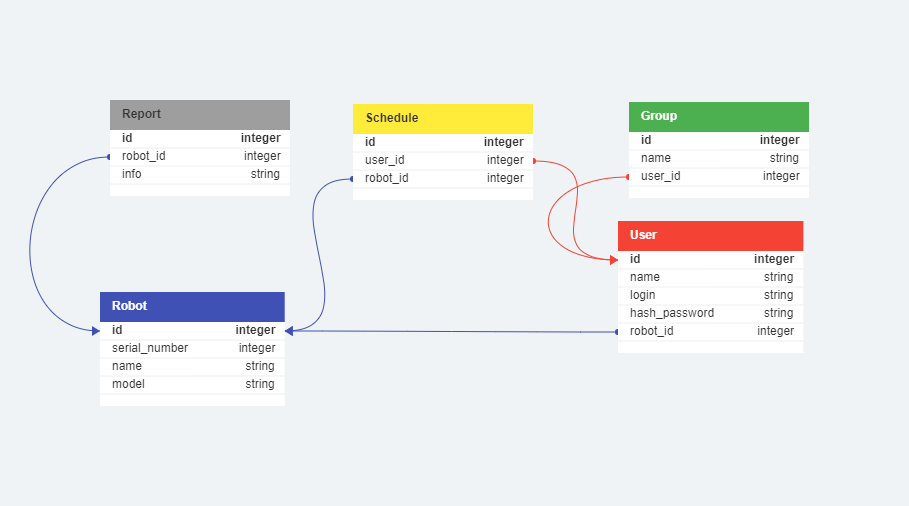 Report
id integer
robot_id integer
info string
Schedule
id integer
user_id integer
robot_id integer
Group
id integer
name string
user_id integer
User
id integer
name string
login string
hash_password string
robot_id integer
Robot
id integer
serial_number integer
name string
model string